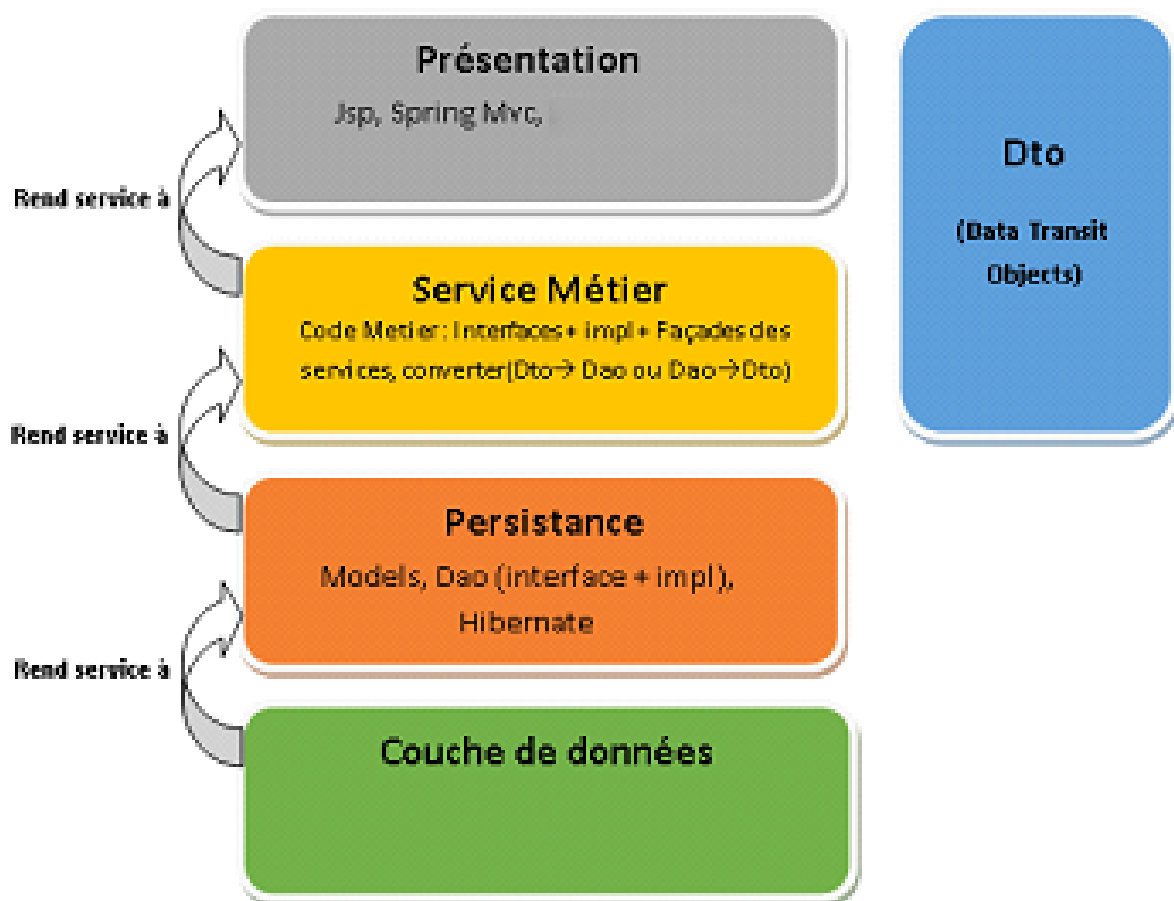 Présentation
Jsp, Spring Mvc,
Rend service à
Service Métier
Code Metier: Interfaces+ impl+ Façades des
services, converter(Dto→ Dao ou Dao→Dto)
Rend service à
Persistance
Models, Dao (interface + impl),
Hibernate
Rend service à
Couche de données
Dto
(Data Transit
Objects)